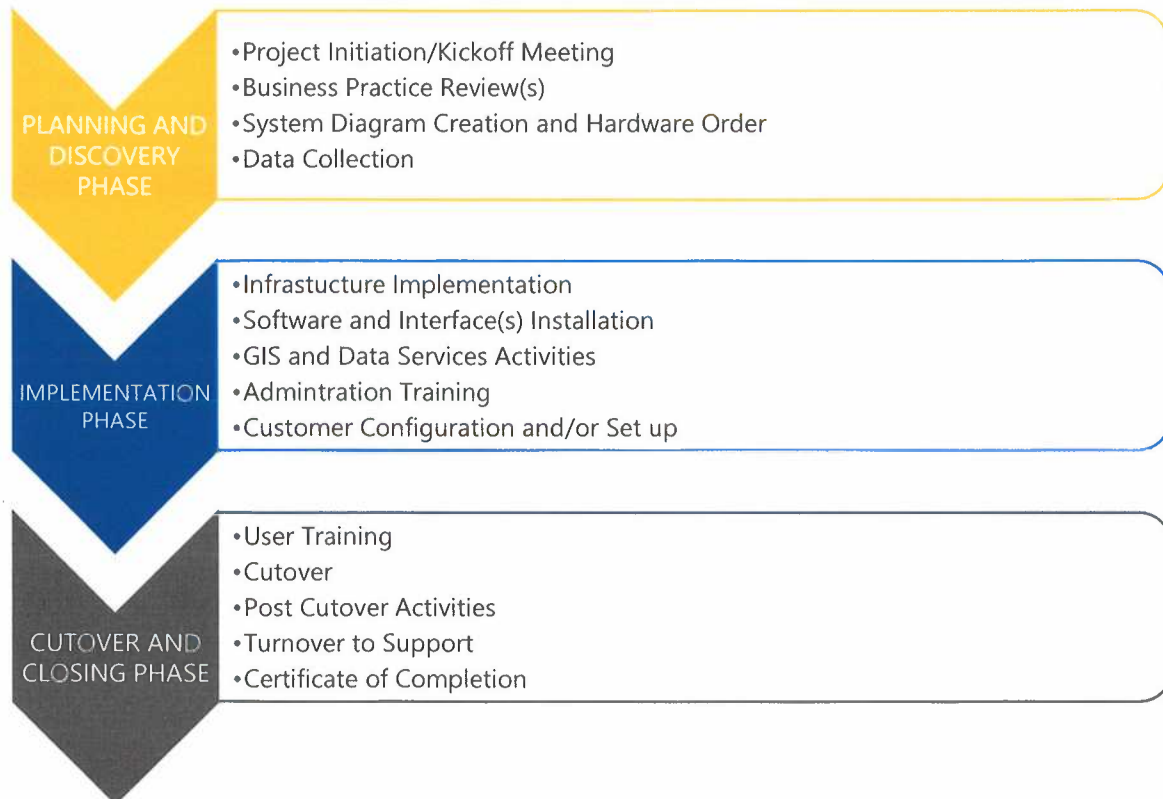 PLANNING AND
DISCOVERY
PHASE
•Project Initiation/Kickoff Meeting
•Business Practice Review(s)
•System Diagram Creation and Hardware Order
•Data Collection
IMPLEMENTATION
PHASE
•Infrastucture Implementation
•Software and Interface(s) Installation
•GIS and Data Services Activities
•Admintration Training
•Customer Configuration and/or Set up
CUTOVER AND
CLOSING PHASE
•User Training
•Cutover
•Post Cutover Activities
•Turnover to Support
•Certificate of Completion